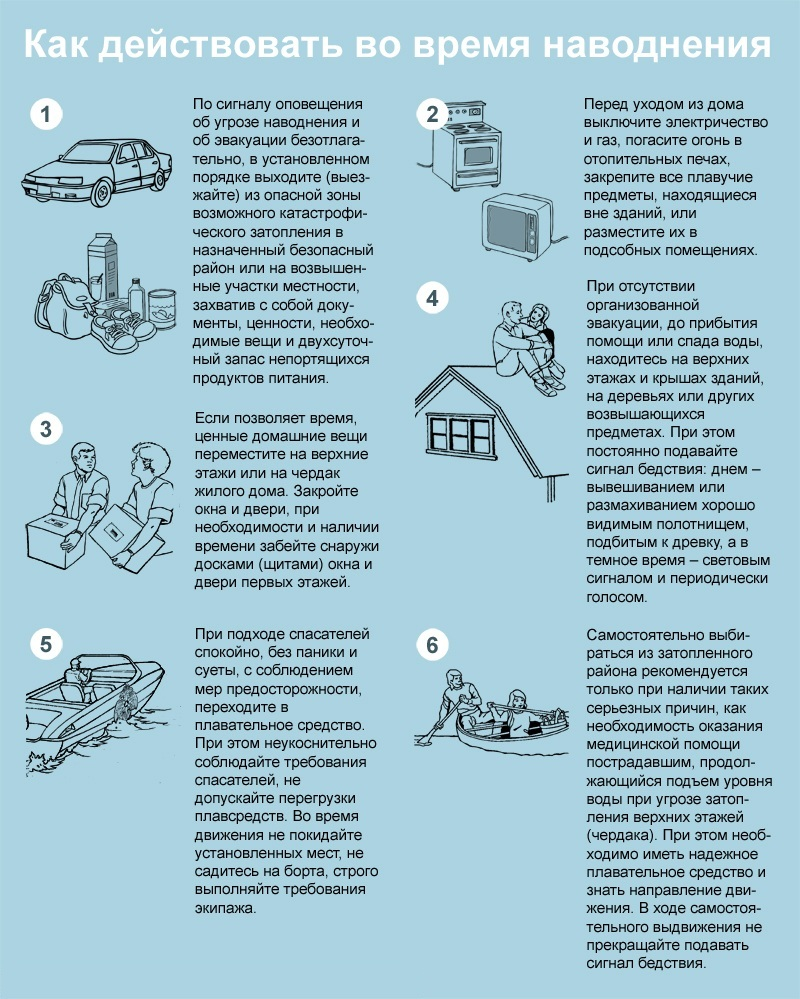 Как действовать во время наводнения
1
По сигналу оповещения
об угрозе наводнения и
об эвакуации безотлага-
тельно, в установленном
порядке выходите (выез-
жайте) из опасной зоны
возможного катастрофи-
ческого затопления в
назначенный безопасный
район или на возвышен-
ные участки местности,
захватив с собой доку-
менты, ценности, необхо-
димые вещи и двухсуточ-
ный запас непортящихся
продуктов питания.
2
Перед уходом из дома
выключите электричество
и газ, погасите огонь в
отопительных печах,
закрепите все плавучие
предметы, находящиеся
вне зданий, или
разместите их в
подсобных помещениях.
3
Если позволяет время,
ценные домашние вещи
переместите на верхние
этажи или на чердак
жилого дома. Закройте
окна и двери, при
необходимости и наличии
времени забейте снаружи
досками (щитами) окна и
двери первых этажей.
4
При отсутствии
организованной
эвакуации, до прибытия
помощи или спада воды,
находитесь на верхних
этажах и крышах зданий,
на деревьях или других
возвышающихся
предметах. При этом
постоянно подавайте
сигнал бедствия: днем –
вывешиванием или
размахиванием хорошо
видимым полотнищем,
подбитым к древку, а в
темное время – световым
сигналом и периодически
голосом.
5
При подходе спасателей
спокойно, без паники и
суеты, с соблюдением
мер предосторожности,
переходите в
плавательное средство.
При этом неукоснительно
соблюдайте требования
спасателей, не
допускайте перегрузки
плавсредств. Во время
движения не покидайте
установленных мест, не
садитесь на борта, строго
выполняйте требования
экипажа.
6
Самостоятельно выби-
раться из затопленного
района рекомендуется
только при наличии таких
серьезных причин, как
необходимость оказания
медицинской помощи
пострадавшим, продол-
жающийся подъем уровня
воды при угрозе затоп-
ления верхних этажей
(чердака). При этом необ-
ходимо иметь надежное
плавательное средство и
знать направление дви-
жения. В ходе самостоя-
тельного выдвижения не
прекращайте подавать
сигнал бедствия.